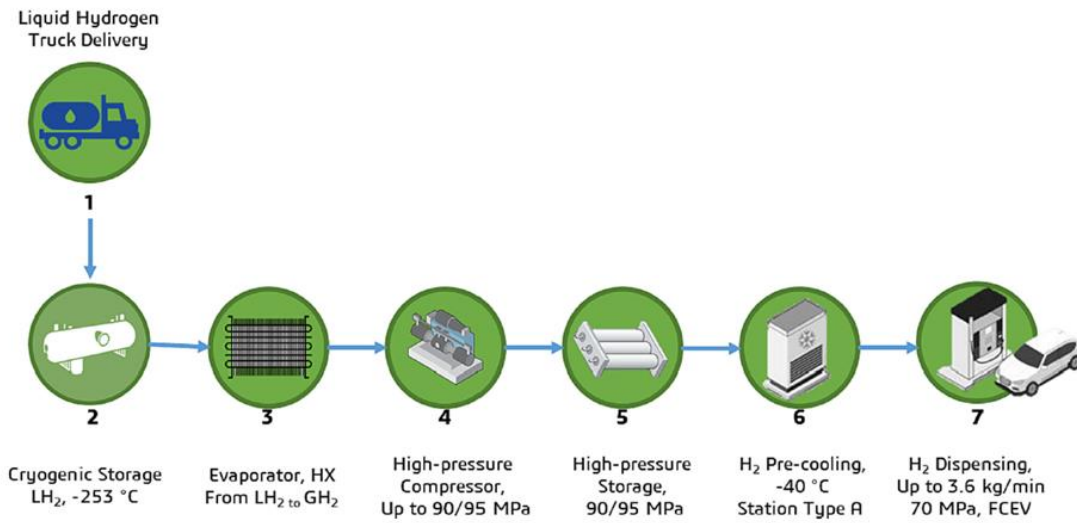 Liquid Hydrogen
Truck Delivery
1
2
3
4
5
6
7
Cryogenic Storage
LH₂, -253 °C
Evaporator, HX
From LH₂ to GH₂
High-pressure
Compressor,
Up to 90/95 MPa
High-pressure
Storage,
90/95 MPa
H₂ Pre-cooling,
-40 °C
Station Type A
H₂ Dispensing,
Up to 3.6 kg/min
70 MPa, FCEV